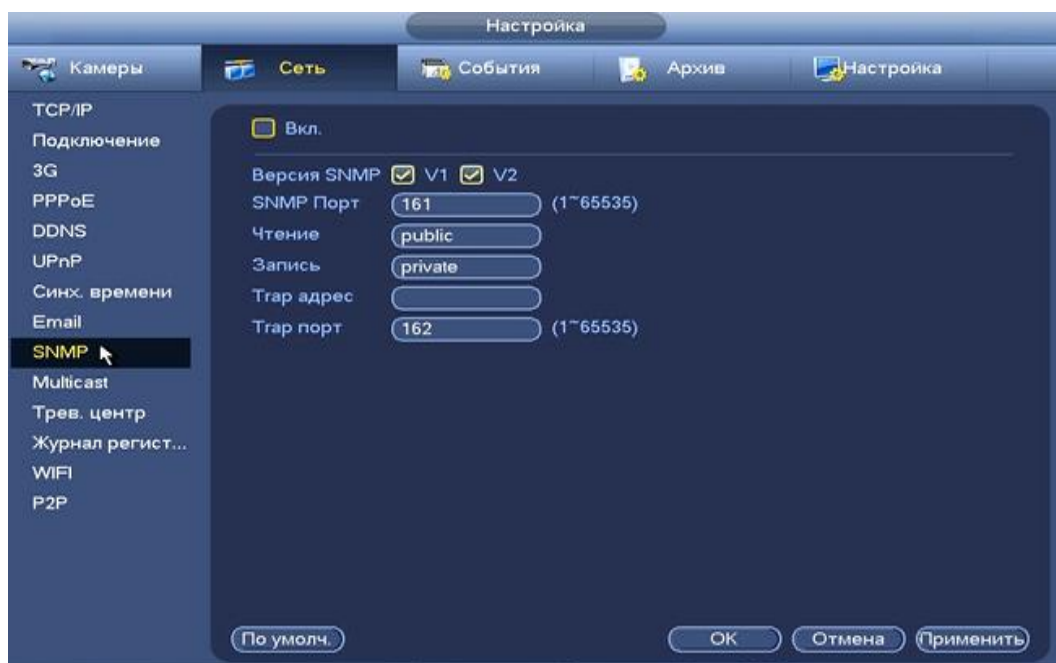 Настройка
Камеры Сеть События Архив Настройка
TCP/IP
Подключение
3G
PPPoE
DDNS
UPnP
Синх. времени
Email
SNMP
Multicast
Трев. центр
Журнал регист...
WIFI
P2P
Вкл.
Версия SNMP V1 V2
SNMP Порт 161 (1~65535)
Чтение public
Запись private
Trap адрес
Trap порт 162 (1~65535)
По умолч. OK Отмена Применить